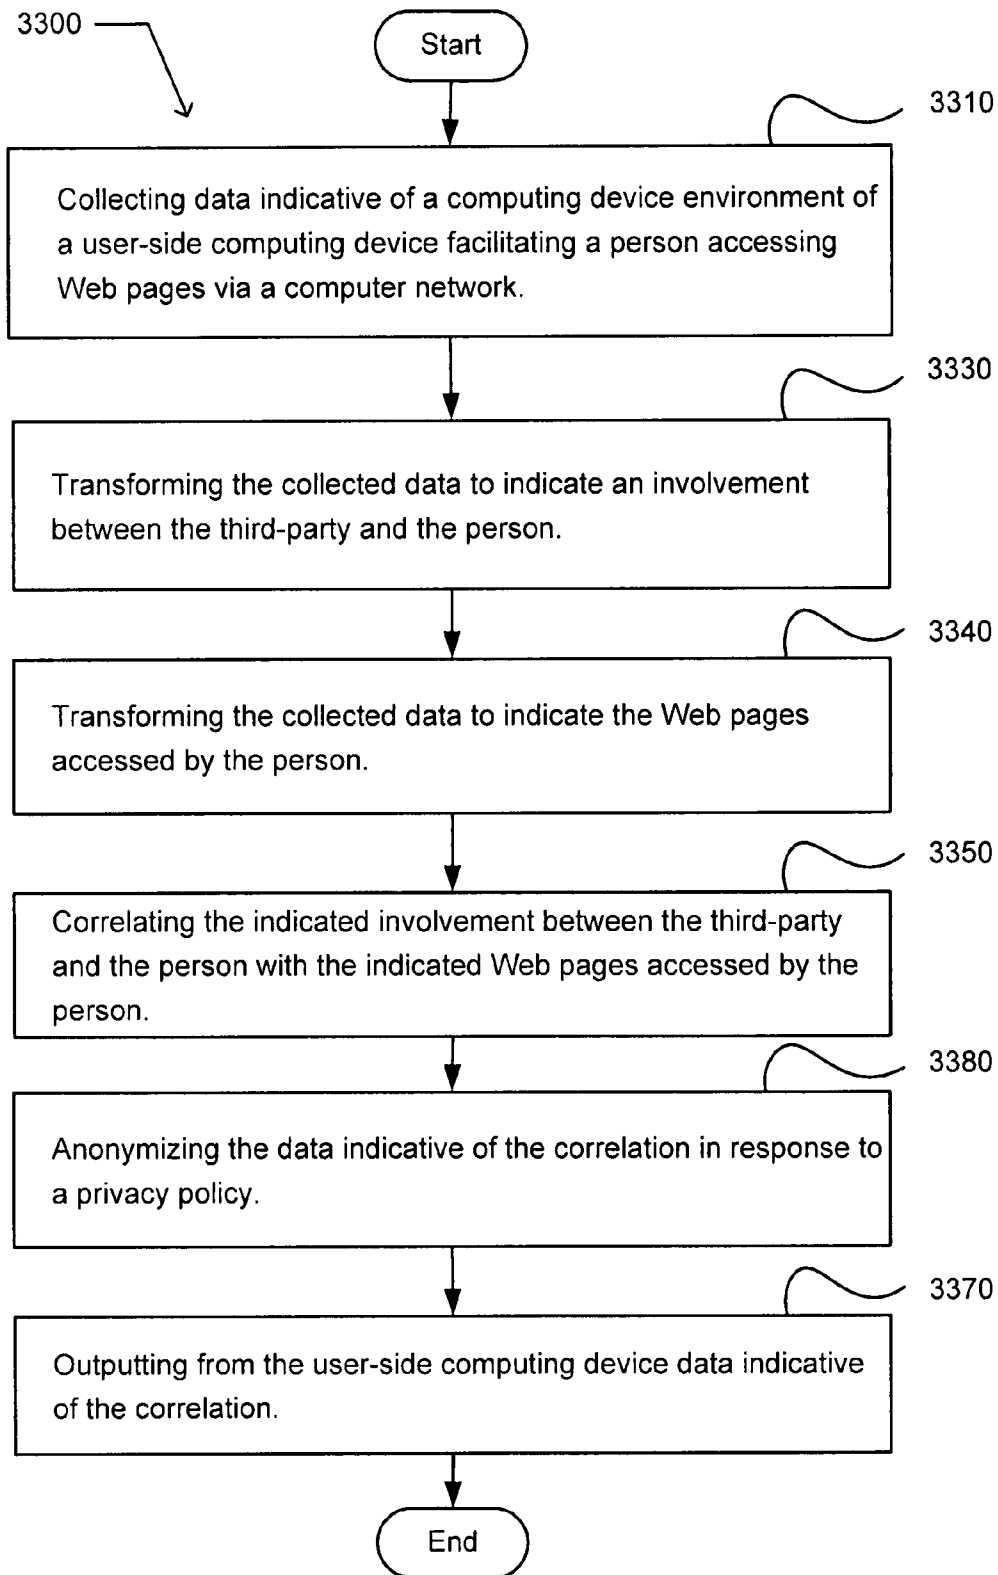 3300
Start
3310
Collecting data indicative of a computing device environment of
a user-side computing device facilitating a person accessing
Web pages via a computer network.
3330
Transforming the collected data to indicate an involvement
between the third-party and the person.
3340
Transforming the collected data to indicate the Web pages
accessed by the person.
3350
Correlating the indicated involvement between the third-party
and the person with the indicated Web pages accessed by the
person.
3380
Anonymizing the data indicative of the correlation in response to
a privacy policy.
3370
Outputting from the user-side computing device data indicative
of the correlation.
End